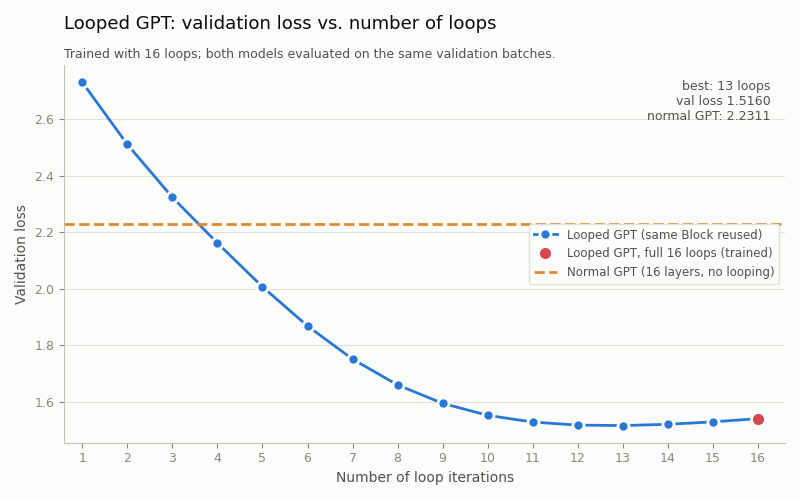 Looped GPT: validation loss vs. number of loops
Trained with 16 loops; both models evaluated on the same validation batches.
best: 13 loops
val loss 1.5160
normal GPT: 2.2311
Validation loss
2.6
2.4
2.2
2.0
1.8
1.6
Looped GPT (same Block reused)
Looped GPT, full 16 loops (trained)
Normal GPT (16 layers, no looping)
1 2 3 4 5 6 7 8 9 10 11 12 13 14 15 16
Number of loop iterations